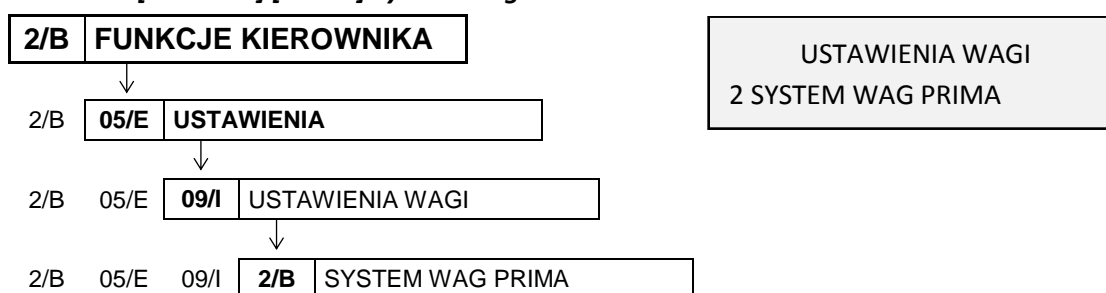 2/B FUNKCJE KIEROWNIKA
2/B 05/E USTAWIENIA
2/B 05/E 09/I USTAWIENIA WAGI
2/B 05/E 09/I 2/B SYSTEM WAG PRIMA
USTAWIENIA WAGI
2 SYSTEM WAG PRIMA